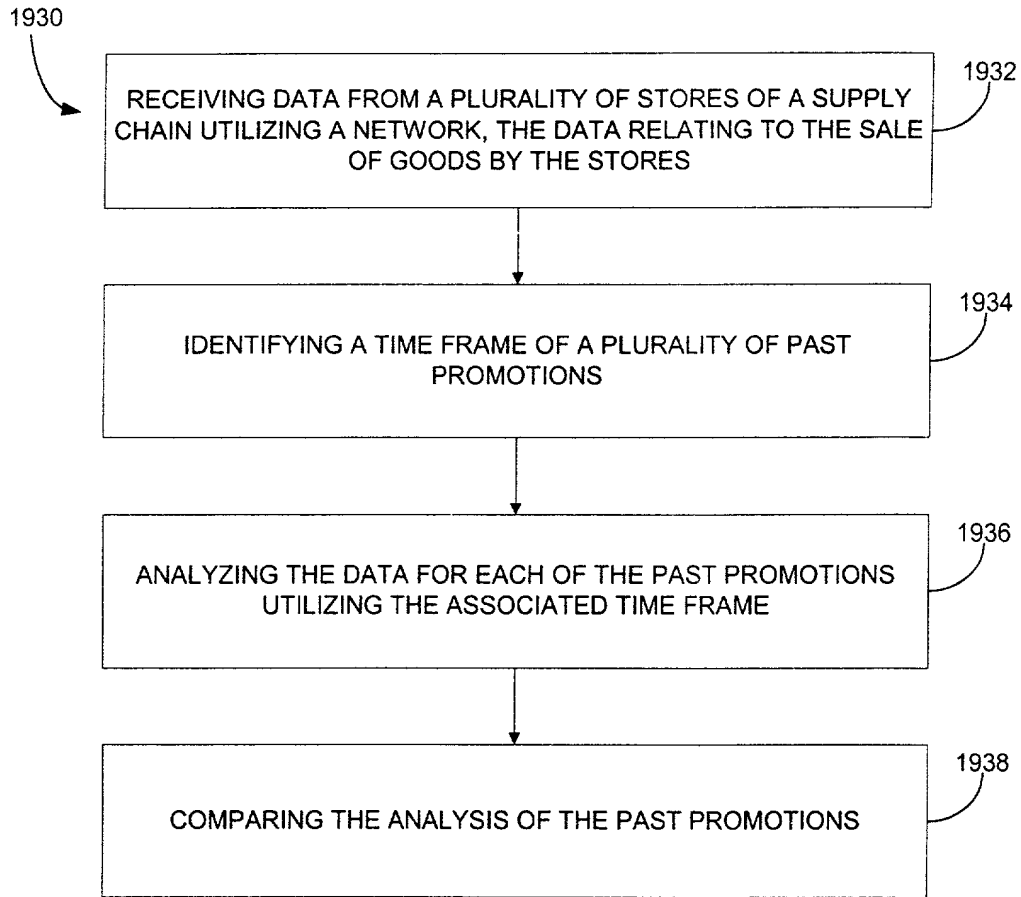 1930
1932
RECEIVING DATA FROM A PLURALITY OF STORES OF A SUPPLY
CHAIN UTILIZING A NETWORK, THE DATA RELATING TO THE SALE
OF GOODS BY THE STORES
1934
IDENTIFYING A TIME FRAME OF A PLURALITY OF PAST
PROMOTIONS
1936
ANALYZING THE DATA FOR EACH OF THE PAST PROMOTIONS
UTILIZING THE ASSOCIATED TIME FRAME
1938
COMPARING THE ANALYSIS OF THE PAST PROMOTIONS